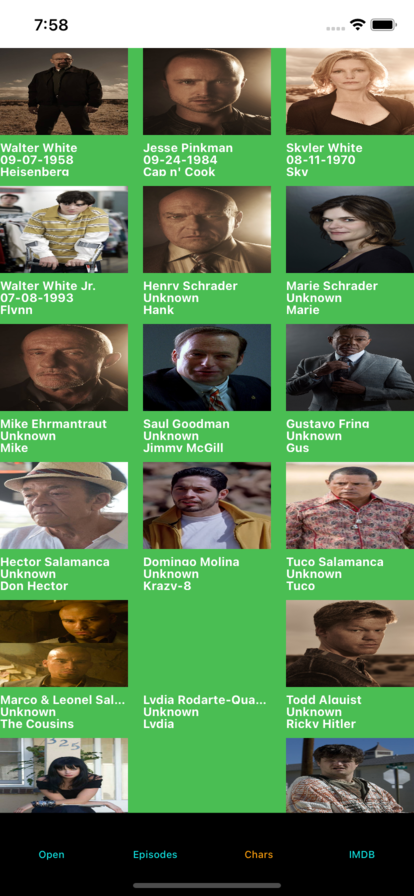 7:58
Walter White
09-07-1958
Heisenberg
Jesse Pinkman
09-24-1984
Cap n' Cook
Skyler White
08-11-1970
Sky
Walter White Jr.
07-08-1993
Flynn
Henry Schrader
Unknown
Hank
Marie Schrader
Unknown
Marie
Mike Ehrmantraut
Unknown
Mike
Saul Goodman
Unknown
Jimmy McGill
Gustavo Fring
Unknown
Gus
Hector Salamanca
Unknown
Don Hector
Domingo Molina
Unknown
Krazy-8
Tuco Salamanca
Unknown
Tuco
Marco & Leonel Sal...
Unknown
The Cousins
Lydia Rodarte-Qua...
Unknown
Lydia
Todd Alquist
Unknown
Ricky Hitler
325
Open
Episodes
Chars
IMDB